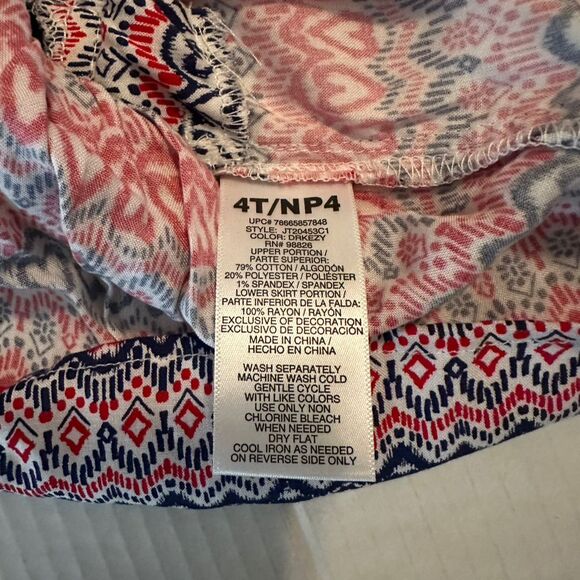 4T/NP4
UPC# 78665857848
STYLE: JT20453C1
COLOR: DRKEZY
RN# 98826
UPPER PORTION /
PARTE SUPERIOR:
79% COTTON / ALGODÓN
20% POLYESTER / POLIÉSTER
1% SPANDEX / SPANDEX
LOWER SKIRT PORTION /
PARTE INFERIOR DE LA FALDA:
100% RAYON / RAYON
EXCLUSIVE OF DECORATION
EXCLUSIVO DE DECORACIÓN
MADE IN CHINA /
HECHO EN CHINA
WASH SEPARATELY
MACHINE WASH COLD
GENTLE CYCLE
WITH LIKE COLORS
USE ONLY NON
CHLORINE BLEACH
WHEN NEEDED
DRY FLAT
COOL IRON AS NEEDED
ON REVERSE SIDE ONLY